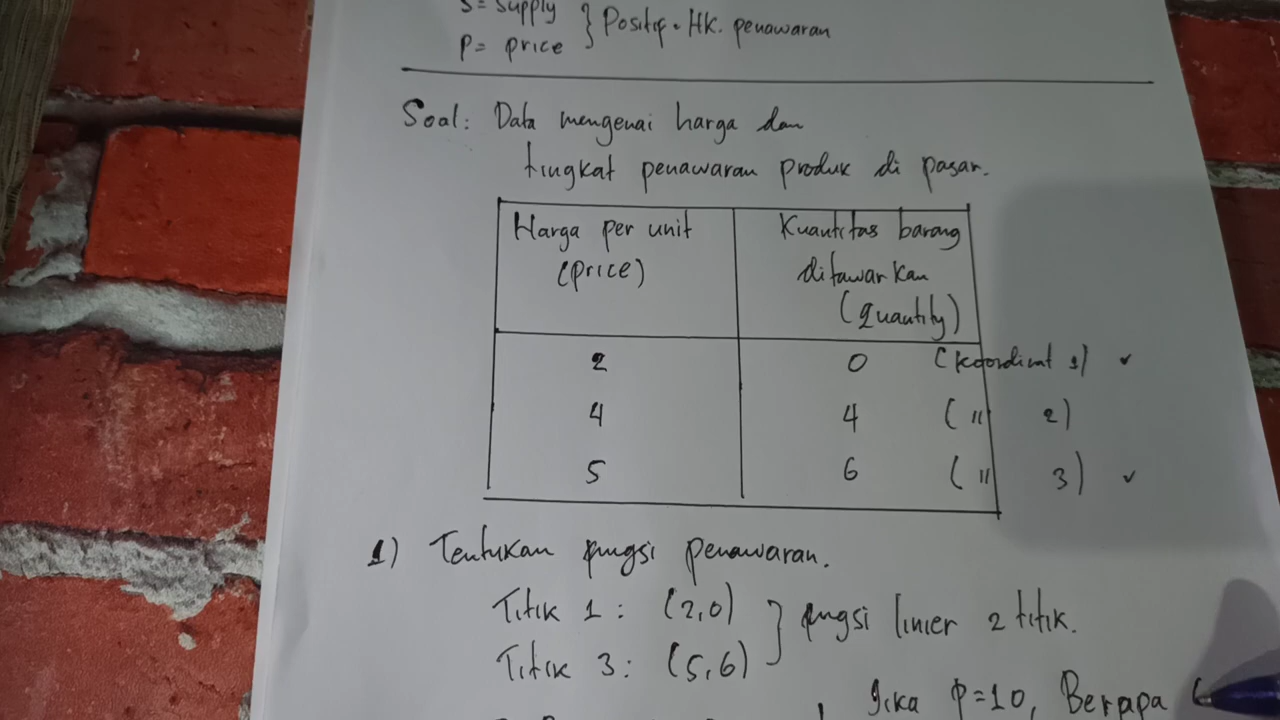 S = Supply } Positif = Hk. penawaran
P = price
Soal: Data mengenai harga dan
tingkat penawaran produk di pasar.
Harga per unit
(price)
Kuantitas barang
ditawarkan
(quantity)
2 0 (koordinat 1) ✓
4 4 ( " 2)
5 6 ( " 3) ✓
1) Tentukan fungsi penawaran.
Titik 1 : (2,0) } fungsi linier 2 titik.
Titik 3 : (5,6)
Jika P=10, Berapa